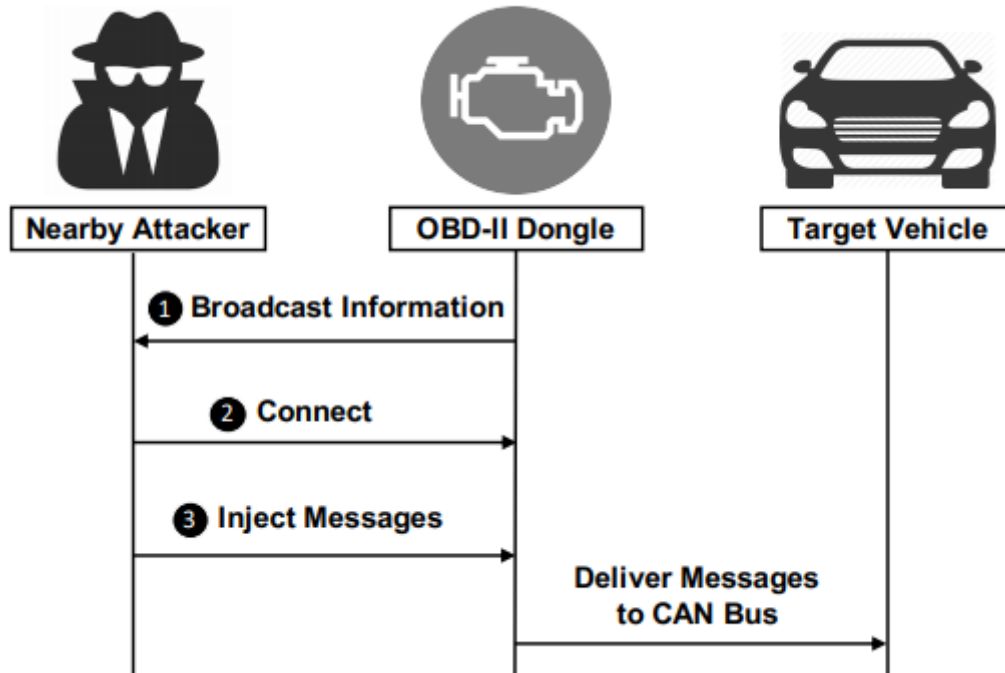 Nearby Attacker
OBD-II Dongle
Target Vehicle
1 Broadcast Information
2 Connect
3 Inject Messages
Deliver Messages
to CAN Bus